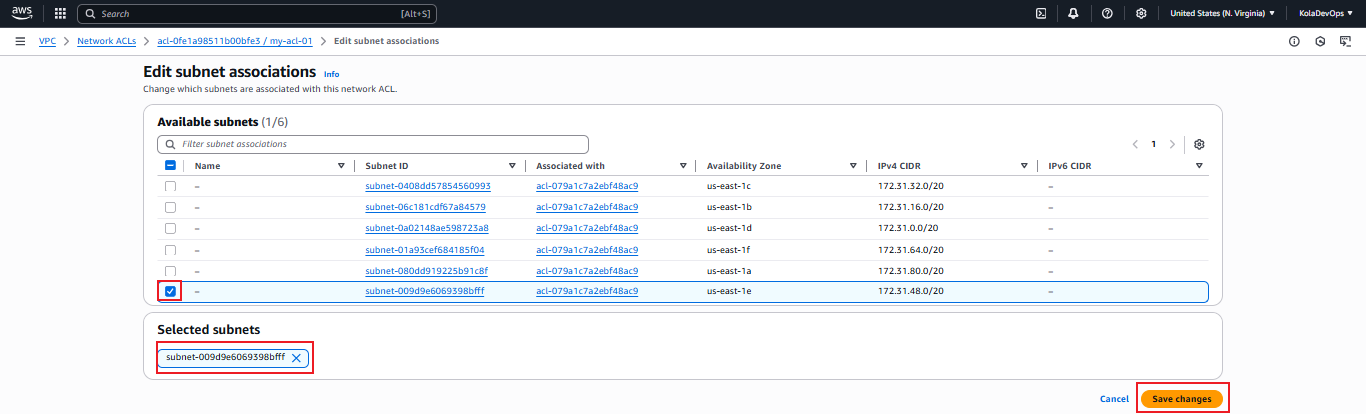 aws Search [Alt+S] United States (N. Virginia) KolaDevOps
VPC Network ACLs acl-0fe1a98511b00bfe3 / my-acl-01 Edit subnet associations
Edit subnet associations Info
Change which subnets are associated with this network ACL.
Available subnets (1/6)
Filter subnet associations 1
Name Subnet ID Associated with Availability Zone IPv4 CIDR IPv6 CIDR
– subnet-0408dd57854560993 acl-079a1c7a2ebf48ac9 us-east-1c 172.31.32.0/20 –
– subnet-06c181cdf67a84579 acl-079a1c7a2ebf48ac9 us-east-1b 172.31.16.0/20 –
– subnet-0a02148ae598723a8 acl-079a1c7a2ebf48ac9 us-east-1d 172.31.0.0/20 –
– subnet-01a93cef684185f04 acl-079a1c7a2ebf48ac9 us-east-1f 172.31.64.0/20 –
– subnet-080dd919225b91c8f acl-079a1c7a2ebf48ac9 us-east-1a 172.31.80.0/20 –
– subnet-009d9e6069398bfff acl-079a1c7a2ebf48ac9 us-east-1e 172.31.48.0/20 –
Selected subnets
subnet-009d9e6069398bfff
Cancel Save changes